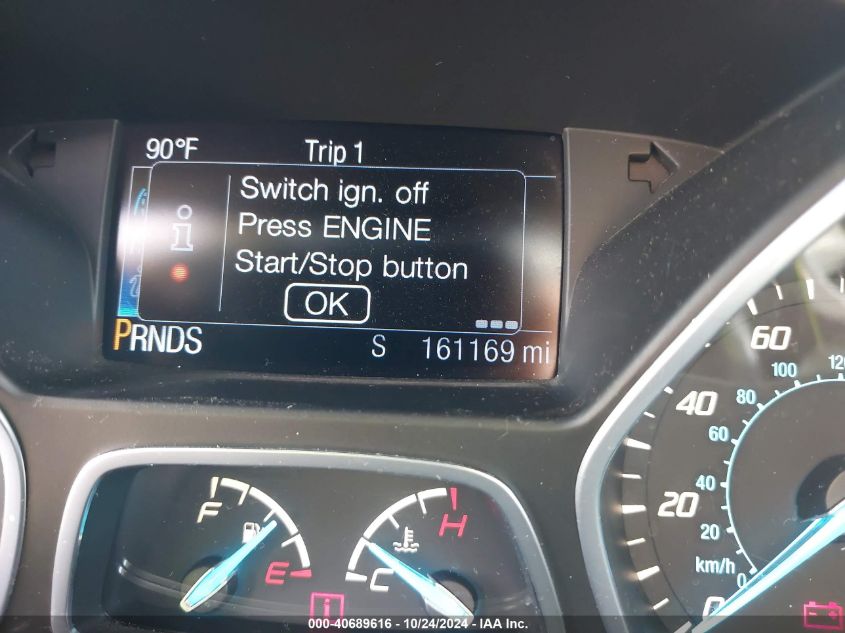 90°F Trip 1
Switch ign. off
Press ENGINE
Start/Stop button
OK
PRNDS S 161169 mi
F E
C H
60
40
20
0
120
100
80
60
40
20
km/h
0
000-40689616 - 10/24/2024 - IAA Inc.